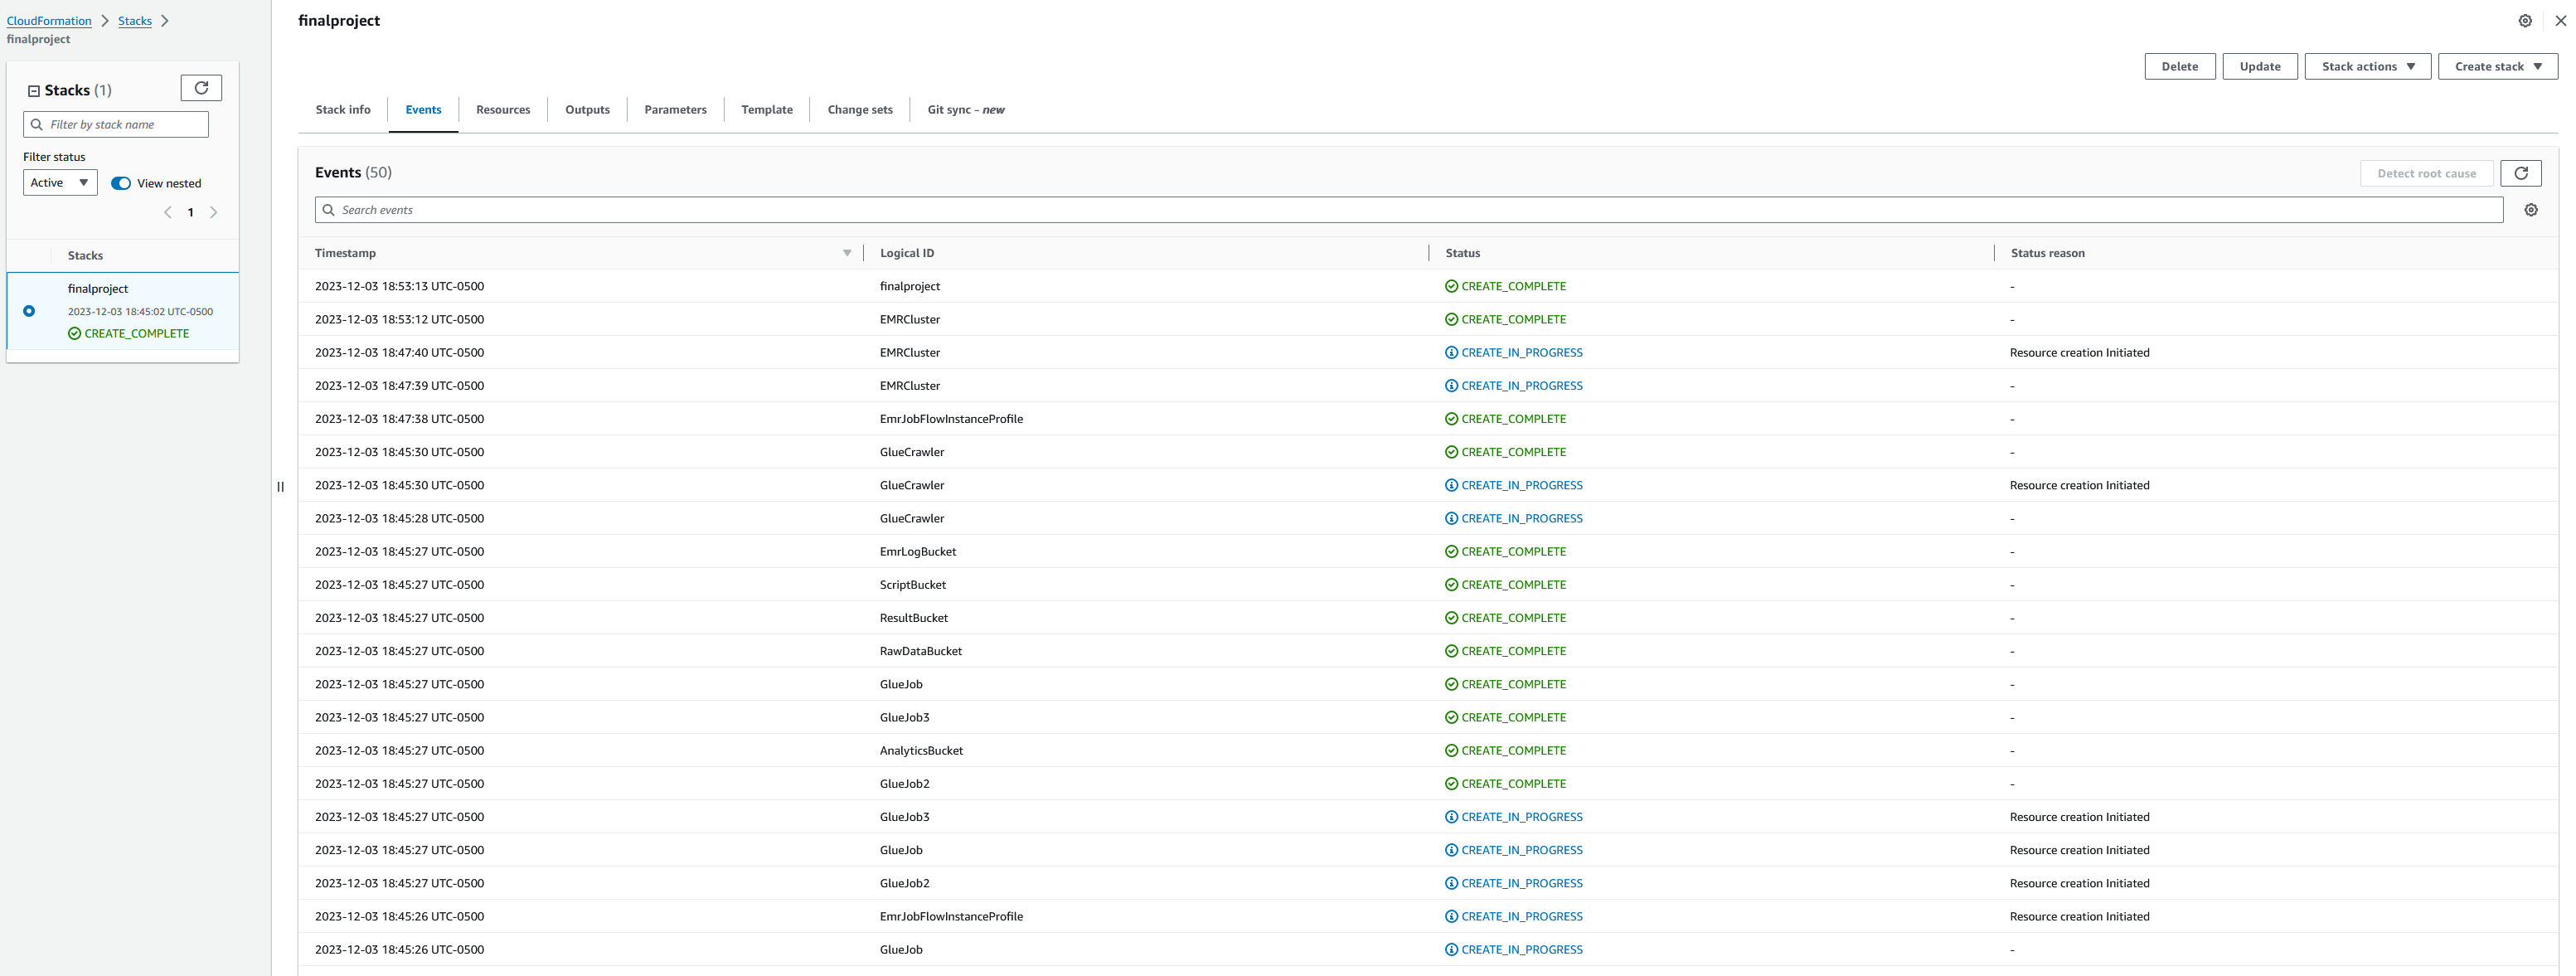 CloudFormation > Stacks >
finalproject
Stacks (1)
Filter by stack name
Filter status
Active View nested
1
Stacks
finalproject
2023-12-03 18:45:02 UTC-0500
CREATE_COMPLETE
finalproject
Delete Update Stack actions Create stack
Stack info Events Resources Outputs Parameters Template Change sets Git sync - new
Events (50) Detect root cause
Search events
Timestamp Logical ID Status Status reason
2023-12-03 18:53:13 UTC-0500 finalproject CREATE_COMPLETE -
2023-12-03 18:53:12 UTC-0500 EMRCluster CREATE_COMPLETE -
2023-12-03 18:47:40 UTC-0500 EMRCluster CREATE_IN_PROGRESS Resource creation Initiated
2023-12-03 18:47:39 UTC-0500 EMRCluster CREATE_IN_PROGRESS -
2023-12-03 18:47:38 UTC-0500 EmrJobFlowInstanceProfile CREATE_COMPLETE -
2023-12-03 18:45:30 UTC-0500 GlueCrawler CREATE_COMPLETE -
2023-12-03 18:45:30 UTC-0500 GlueCrawler CREATE_IN_PROGRESS Resource creation Initiated
2023-12-03 18:45:28 UTC-0500 GlueCrawler CREATE_IN_PROGRESS -
2023-12-03 18:45:27 UTC-0500 EmrLogBucket CREATE_COMPLETE -
2023-12-03 18:45:27 UTC-0500 ScriptBucket CREATE_COMPLETE -
2023-12-03 18:45:27 UTC-0500 ResultBucket CREATE_COMPLETE -
2023-12-03 18:45:27 UTC-0500 RawDataBucket CREATE_COMPLETE -
2023-12-03 18:45:27 UTC-0500 GlueJob CREATE_COMPLETE -
2023-12-03 18:45:27 UTC-0500 GlueJob3 CREATE_COMPLETE -
2023-12-03 18:45:27 UTC-0500 AnalyticsBucket CREATE_COMPLETE -
2023-12-03 18:45:27 UTC-0500 GlueJob2 CREATE_COMPLETE -
2023-12-03 18:45:27 UTC-0500 GlueJob3 CREATE_IN_PROGRESS Resource creation Initiated
2023-12-03 18:45:27 UTC-0500 GlueJob CREATE_IN_PROGRESS Resource creation Initiated
2023-12-03 18:45:27 UTC-0500 GlueJob2 CREATE_IN_PROGRESS Resource creation Initiated
2023-12-03 18:45:26 UTC-0500 EmrJobFlowInstanceProfile CREATE_IN_PROGRESS Resource creation Initiated
2023-12-03 18:45:26 UTC-0500 GlueJob CREATE_IN_PROGRESS -